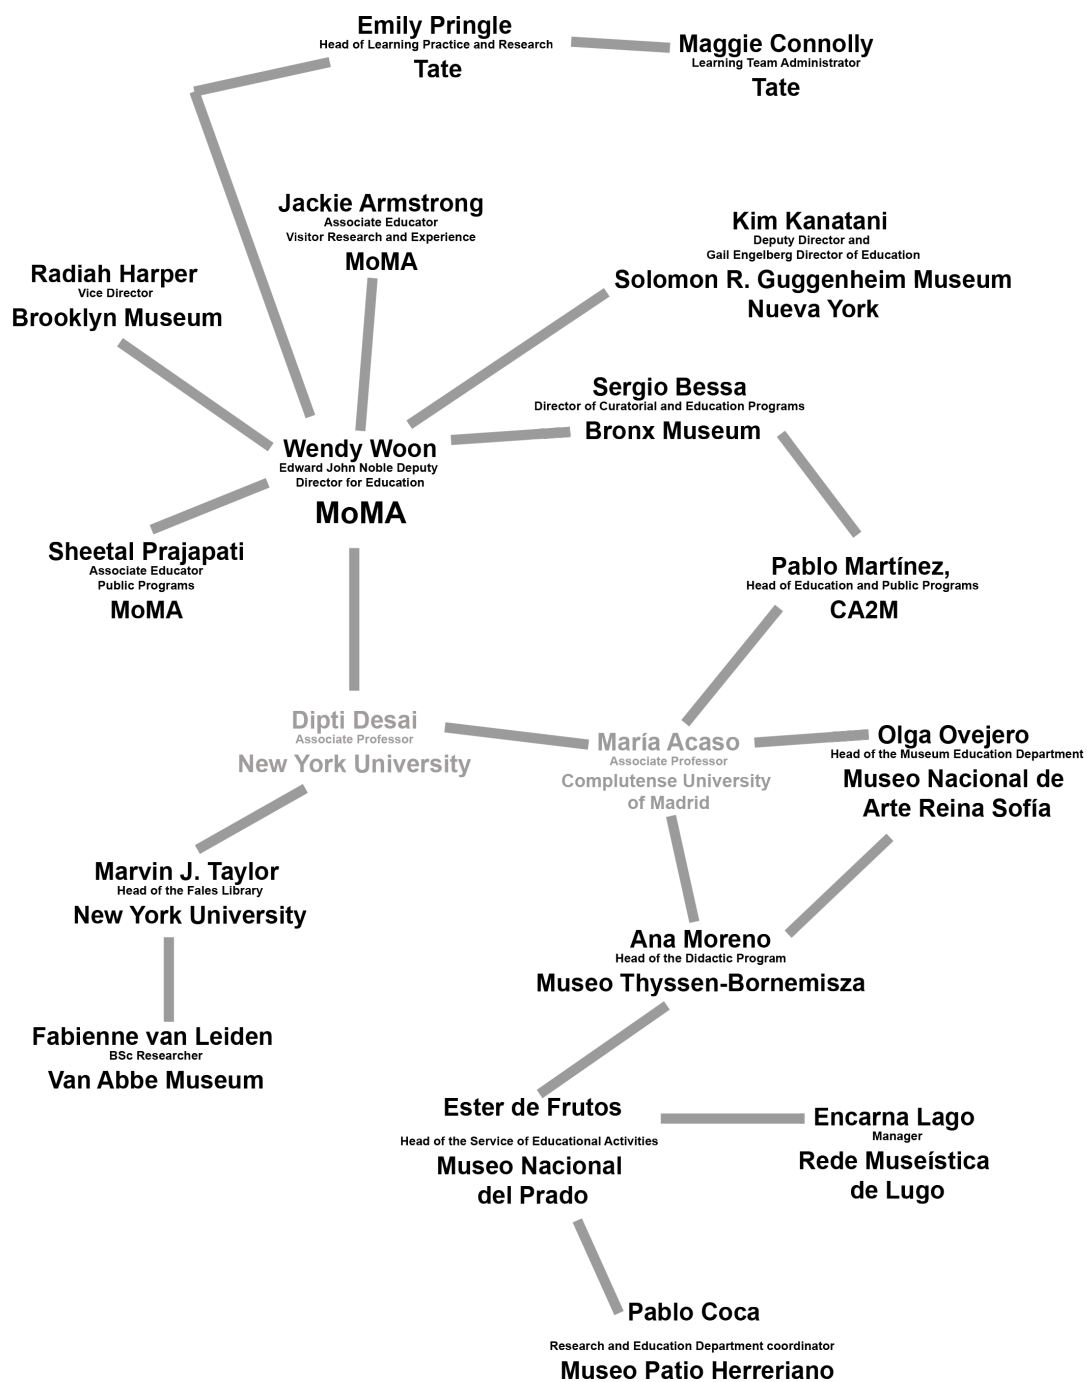 Emily Pringle
Head of Learning Practice and Research
Tate
Maggie Connolly
Learning Team Administrator
Tate
Jackie Armstrong
Associate Educator
Visitor Research and Experience
MoMA
Kim Kanatani
Deputy Director and
Gail Engelberg Director of Education
Solomon R. Guggenheim Museum
Nueva York
Radiah Harper
Vice Director
Brooklyn Museum
Sergio Bessa
Director of Curatorial and Education Programs
Bronx Museum
Wendy Woon
Edward John Noble Deputy
Director for Education
MoMA
Sheetal Prajapati
Associate Educator
Public Programs
MoMA
Pablo Martínez,
Head of Education and Public Programs
CA2M
Dipti Desai
Associate Professor
New York University
María Acaso
Associate Professor
Complutense University
of Madrid
Olga Ovejero
Head of the Museum Education Department
Museo Nacional de
Arte Reina Sofía
Marvin J. Taylor
Head of the Fales Library
New York University
Ana Moreno
Head of the Didactic Program
Museo Thyssen-Bornemisza
Fabienne van Leiden
BSc Researcher
Van Abbe Museum
Ester de Frutos
Head of the Service of Educational Activities
Museo Nacional
del Prado
Encarna Lago
Manager
Rede Museística
de Lugo
Pablo Coca
Research and Education Department coordinator
Museo Patio Herreriano